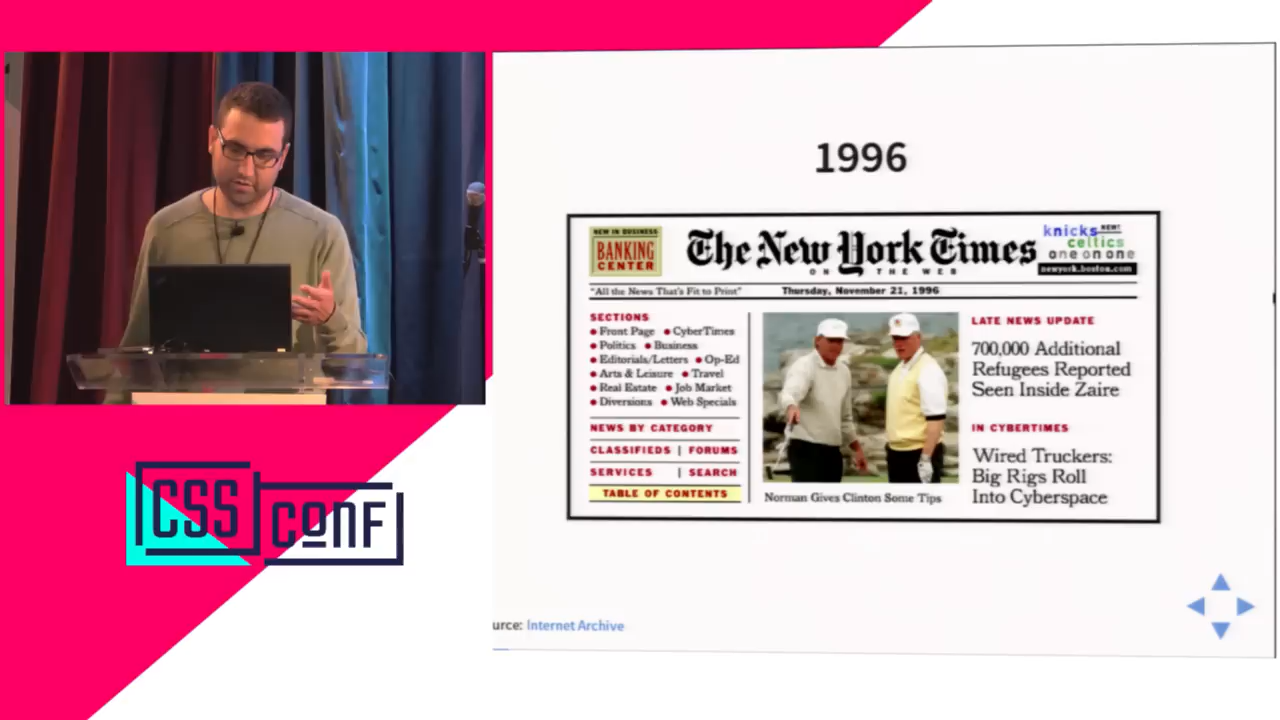 1996
NEW IN BUSINESS
BANKING
CENTER
The New York Times
ON THE WEB
knicks NEW!
celtics
one on one
newyork.boston.com
"All the News That's Fit to Print"
Thursday, November 21, 1996
SECTIONS
Front Page • CyberTimes
Politics • Business
Editorials/Letters • Op-Ed
Arts & Leisure • Travel
Real Estate • Job Market
Diversions • Web Specials
NEWS BY CATEGORY
CLASSIFIEDS | FORUMS
SERVICES | SEARCH
TABLE OF CONTENTS
Norman Gives Clinton Some Tips
LATE NEWS UPDATE
700,000 Additional
Refugees Reported
Seen Inside Zaire
IN CYBERTIMES
Wired Truckers:
Big Rigs Roll
Into Cyberspace
urce: Internet Archive
CSS
CONF